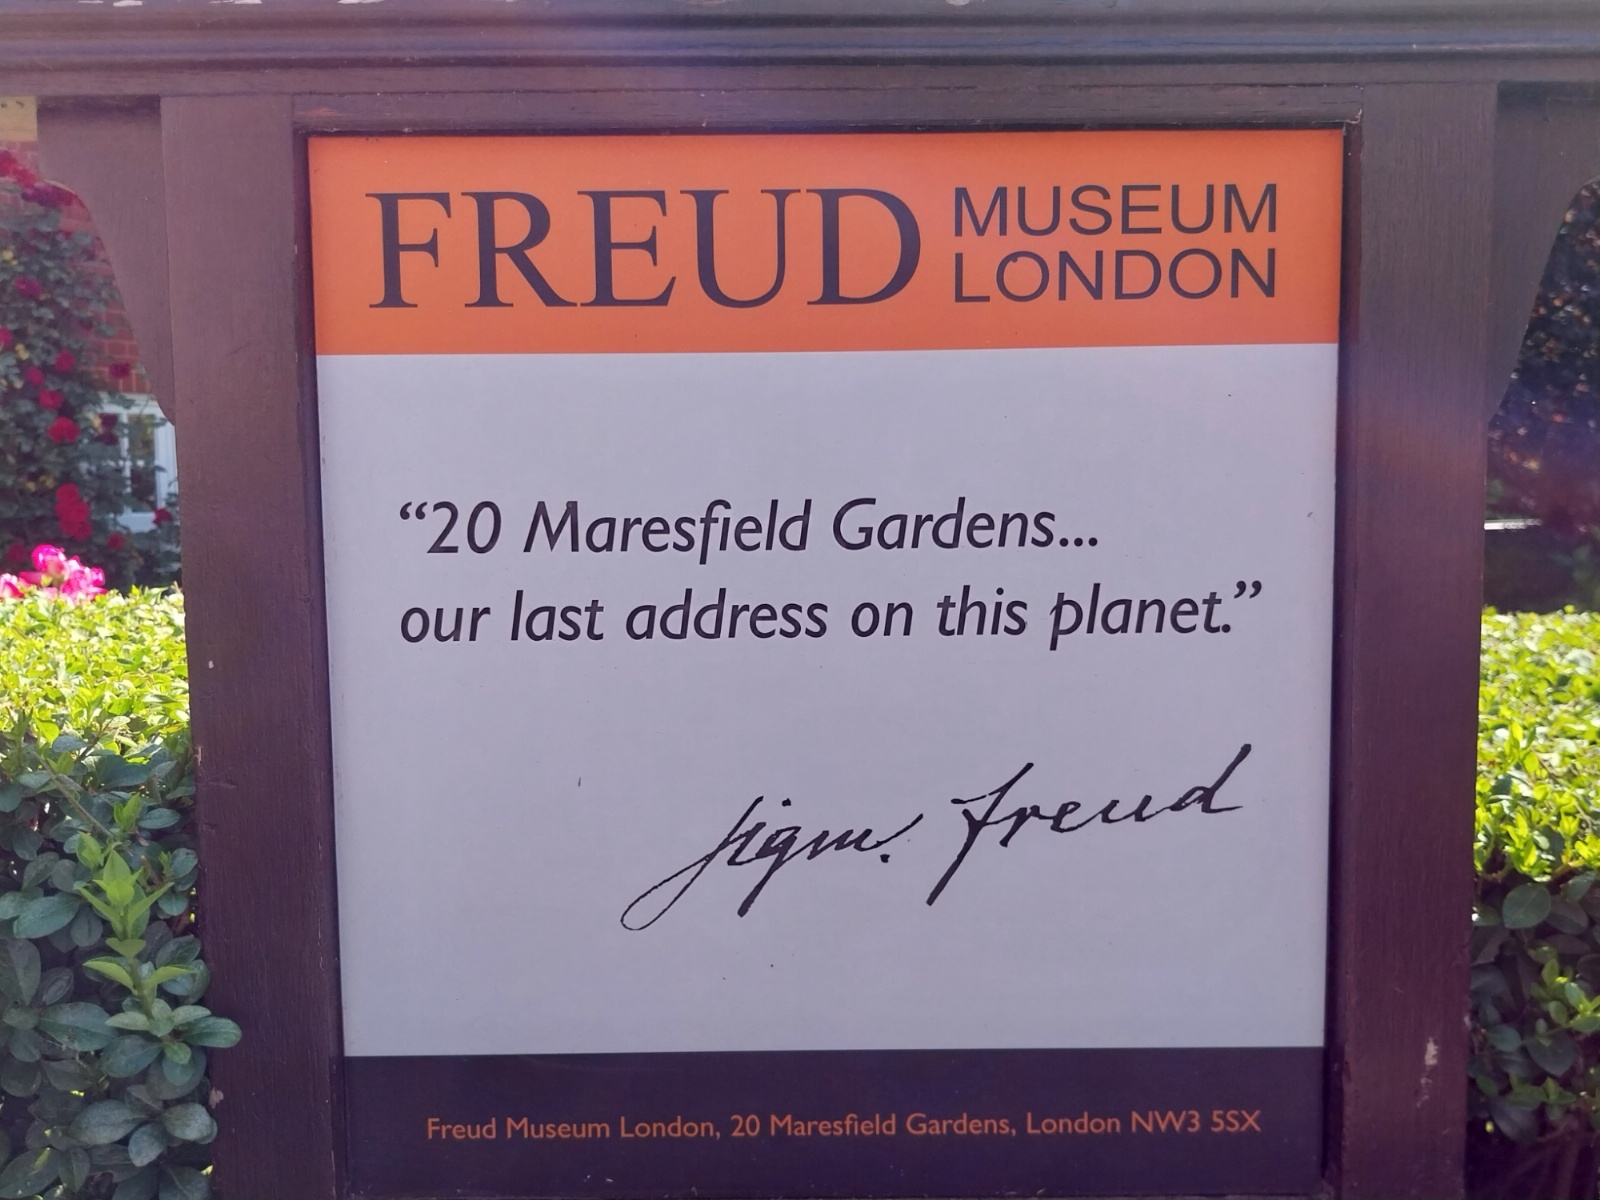 FREUD MUSEUM LONDON
“20 Maresfield Gardens...
our last address on this planet.”
Sigm. Freud
Freud Museum London, 20 Maresfield Gardens, London NW3 5SX